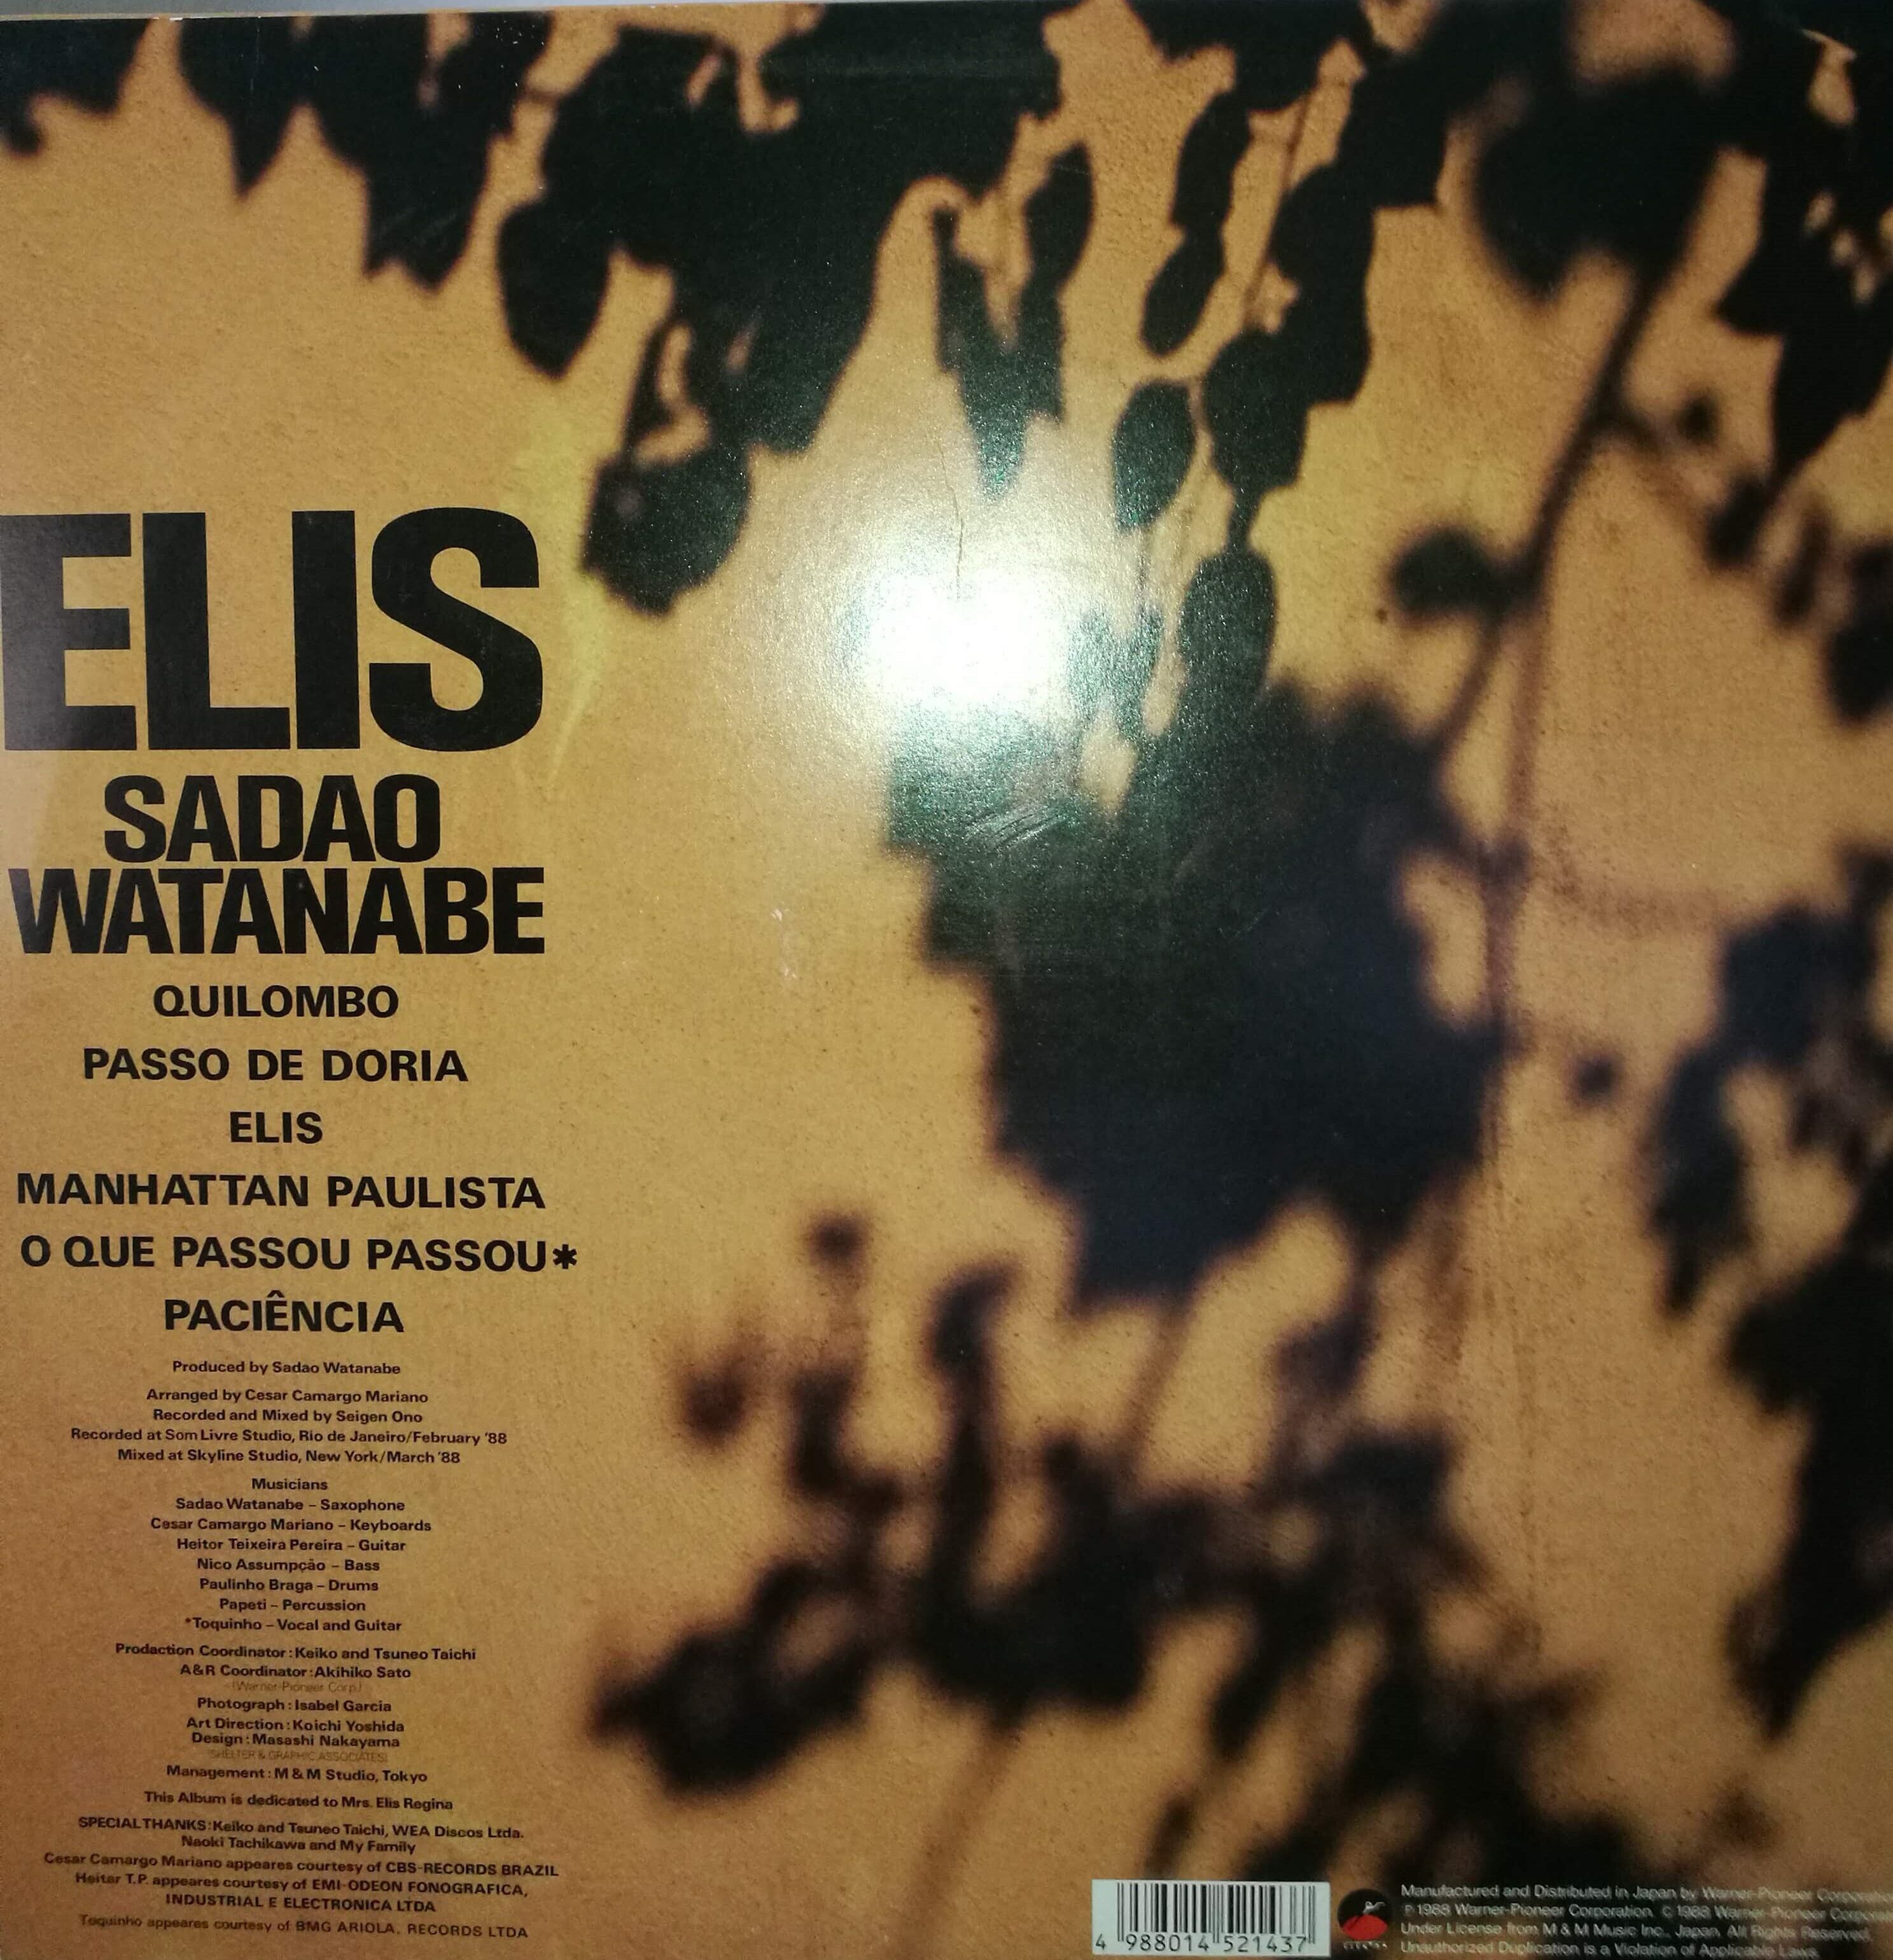 ELIS
SADAO
WATANABE
QUILOMBO
PASSO DE DORIA
ELIS
MANHATTAN PAULISTA
O QUE PASSOU PASSOU*
PACIÊNCIA
Produced by Sadao Watanabe
Arranged by Cesar Camargo Mariano
Recorded and Mixed by Seigen Ono
Recorded at Som Livre Studio, Rio de Janeiro/February '88
Mixed at Skyline Studio, New York/March '88
Musicians
Sadao Watanabe – Saxophone
Cesar Camargo Mariano – Keyboards
Heitor Teixeira Pereira – Guitar
Nico Assumpção – Bass
Paulinho Braga – Drums
Papeti – Percussion
*Toquinho – Vocal and Guitar
Prodaction Coordinator : Keiko and Tsuneo Taichi
A&R Coordinator : Akihiko Sato
(Warner-Pioneer Corp.)
Photograph : Isabel Garcia
Art Direction : Koichi Yoshida
Design : Masashi Nakayama
(SHELTER & GRAPHIC ASSOCIATES)
Management : M & M Studio, Tokyo
This Album is dedicated to Mrs. Elis Regina
SPECIAL THANKS : Keiko and Tsuneo Taichi, WEA Discos Ltda.
Naoki Tachikawa and My Family
Cesar Camargo Mariano appeares courtesy of CBS-RECORDS BRAZIL
Heitar T.P. appeares courtesy of EMI-ODEON FONOGRAFICA,
INDUSTRIAL E ELECTRONICA LTDA
Toquinho appeares courtesy of BMG ARIOLA. RECORDS LTDA
4 988014 521437
Manufactured and Distributed in Japan by Warner-Pioneer Corporation
℗ 1988 Warner-Pioneer Corporation. © 1988 Warner-Pioneer
Under License from M & M Music Inc., Japan. All Rights Reserved.
Unauthorized Duplication is a Violation of Applicable